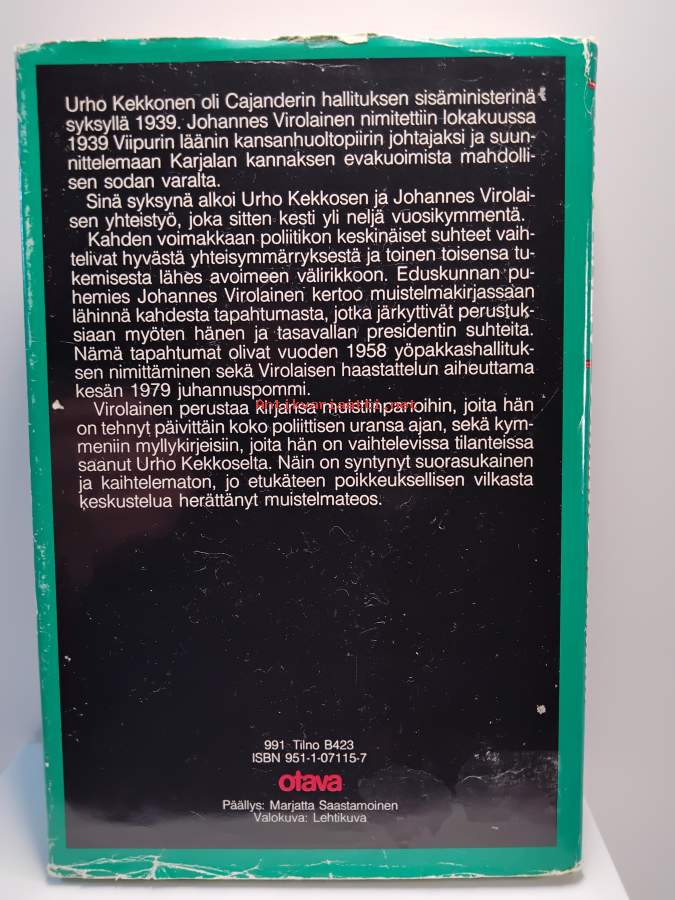 Urho Kekkonen oli Cajanderin hallituksen sisäministerinä
syksyllä 1939. Johannes Virolainen nimitettiin lokakuussa
1939 Viipurin läänin kansanhuoltopiirin johtajaksi ja suun-
nittelemaan Karjalan kannaksen evakuoimista mahdolli-
sen sodan varalta.
Sinä syksynä alkoi Urho Kekkosen ja Johannes Virolai-
sen yhteistyö, joka sitten kesti yli neljä vuosikymmentä.
Kahden voimakkaan poliitikon keskinäiset suhteet vaih-
telivat hyvästä yhteisymmärryksestä ja toinen toisensa tu-
kemisesta lähes avoimeen välirikkoon. Eduskunnan pu-
hemies Johannes Virolainen kertoo muistelmakirjassaan
lähinnä kahdesta tapahtumasta, jotka järkyttivät perustuk-
siaan myöten hänen ja tasavallan presidentin suhteita.
Nämä tapahtumat olivat vuoden 1958 yöpakkashallituk-
sen nimittäminen sekä Virolaisen haastattelun aiheuttama
kesän 1979 juhannuspommi.
Virolainen perustaa kirjansa muistiinpanoihin, joita hän
on tehnyt päivittäin koko poliittisen uransa ajan, sekä kym-
meniin myllykirjeisiin, joita hän on vaihtelevissa tilanteissa
saanut Urho Kekkoselta. Näin on syntynyt suorasukainen
ja kaihtelematon, jo etukäteen poikkeuksellisen vilkasta
keskustelua herättänyt muistelmateos.
Antikvariaatti.net
991 Tilno B423
ISBN 951-1-07115-7
otava
Päällys: Marjatta Saastamoinen
Valokuva: Lehtikuva